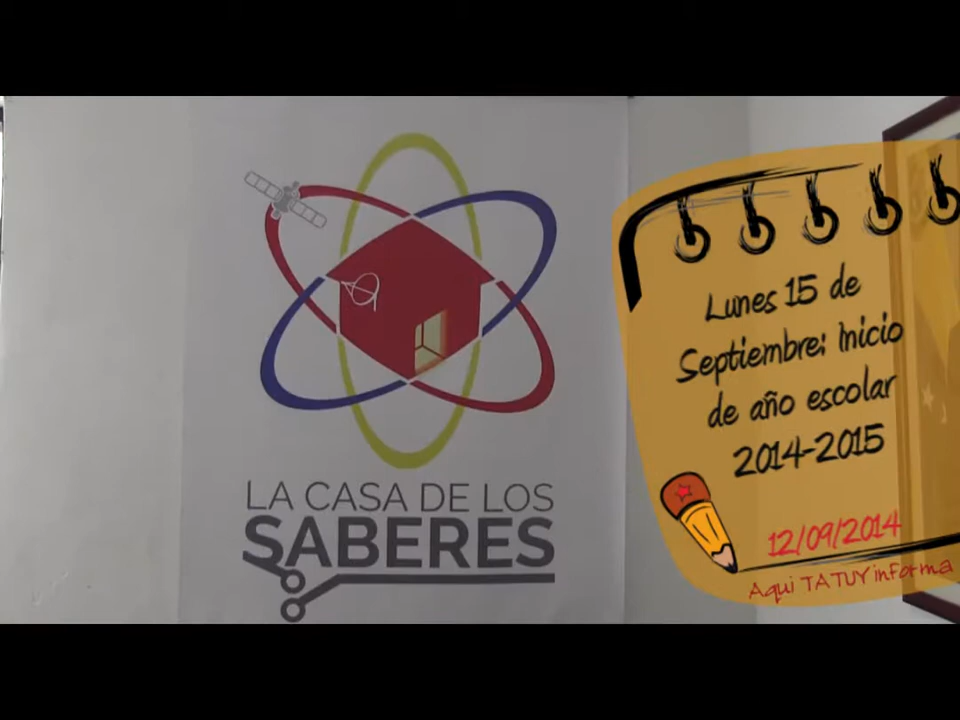 LA CASA DE LOS
SABERES
Lunes 15 de
Septiembre: Inicio
de año escolar
2014-2015
12/09/2014
Aqui TATUY informa